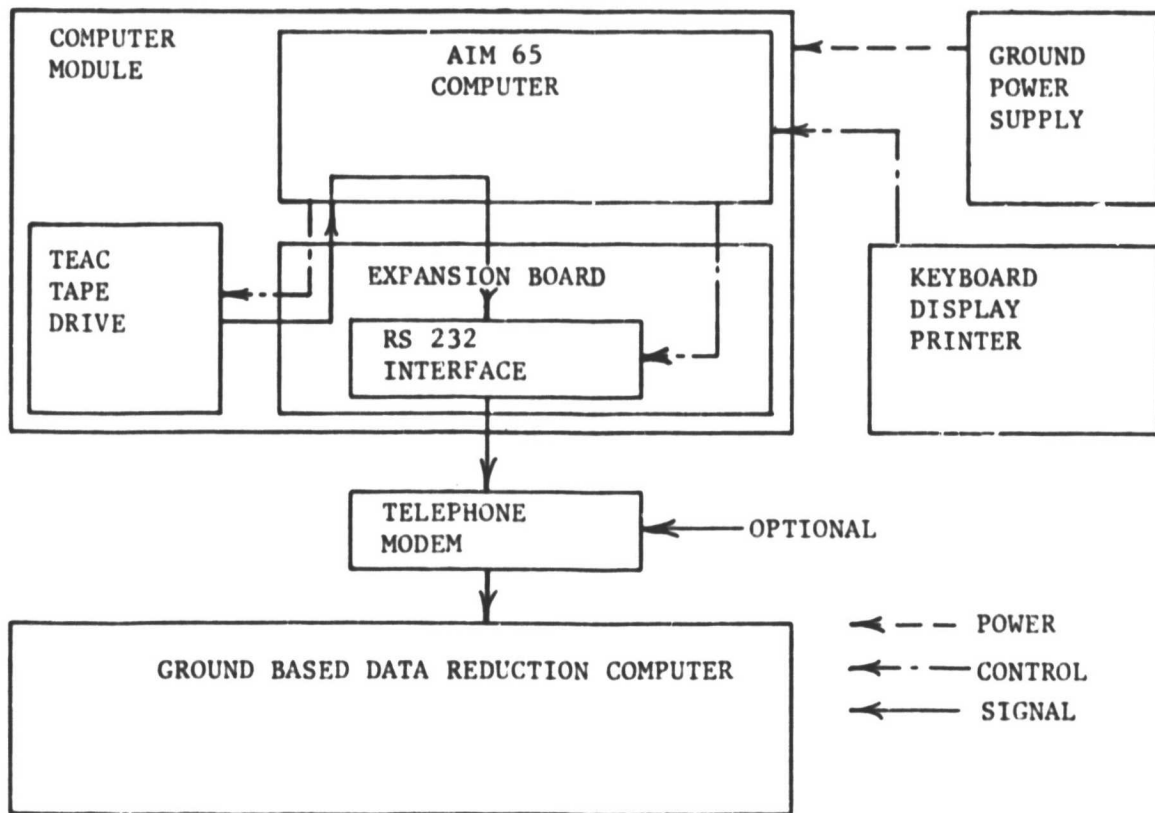 COMPUTER
MODULE
AIM 65
COMPUTER
GROUND
POWER
SUPPLY
TEAC
TAPE
DRIVE
EXPANSION BOARD
RS 232
INTERFACE
KEYBOARD
DISPLAY
PRINTER
TELEPHONE
MODEM
OPTIONAL
GROUND BASED DATA REDUCTION COMPUTER
POWER
CONTROL
SIGNAL